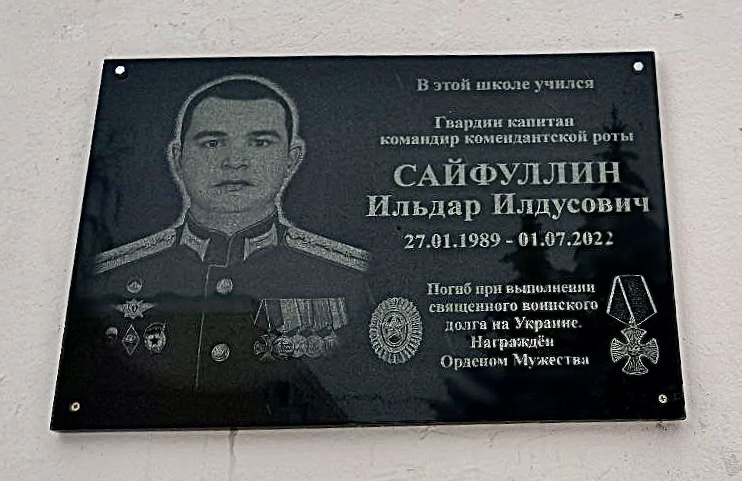 В этой школе учился
Гвардии капитан
командир комендантской роты
САЙФУЛЛИН
Ильдар Илдусович
27.01.1989 - 01.07.2022
Погиб при выполнении
священного воинского
долга на Украине.
Награждён
Орденом Мужества